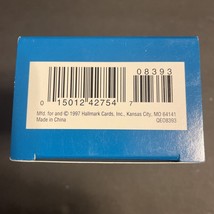 08393
0 15012 42754 7
Mfd. for and © 1997 Hallmark Cards, Inc., Kansas City, MO 64141
Made in China QEO8393